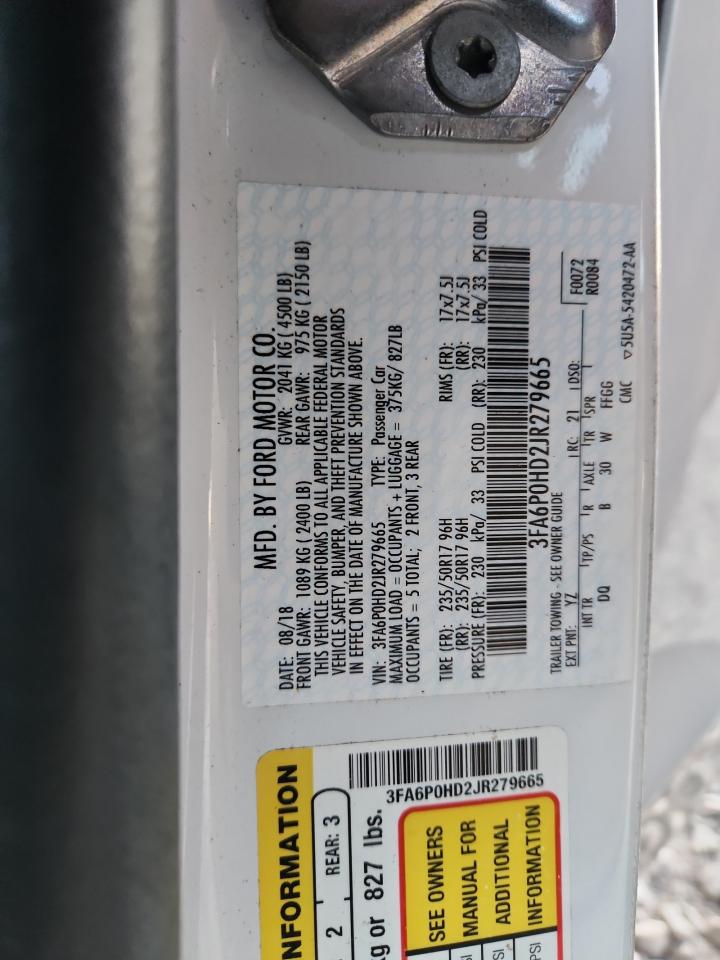 MFD. BY FORD MOTOR CO.
DATE: 08/18 GVWR: 2041 KG ( 4500 LB)
FRONT GAWR: 1089 KG ( 2400 LB) REAR GAWR: 975 KG ( 2150 LB)
THIS VEHICLE CONFORMS TO ALL APPLICABLE FEDERAL MOTOR
VEHICLE SAFETY, BUMPER, AND THEFT PREVENTION STANDARDS
IN EFFECT ON THE DATE OF MANUFACTURE SHOWN ABOVE.
VIN: 3FA6P0HD2JR279665 TYPE: Passenger Car
MAXIMUM LOAD = OCCUPANTS + LUGGAGE = 375KG/ 827LB
OCCUPANTS = 5 TOTAL; 2 FRONT, 3 REAR
TIRE (FR): 235/50R17 96H RIMS (FR): 17x7.5J
(RR): 235/50R17 96H (RR): 17x7.5J
PRESSURE (FR): 230 kPa/ 33 PSI COLD (RR): 230 kPa/ 33 PSI COLD
3FA6P0HD2JR279665
TRAILER TOWING - SEE OWNER GUIDE
EXT PNT: YZ RC: 21 DSO: F0072
R0084
INT TR TP/PS R AXLE TR SPR
DQ B 30 W FFGG
CMC ▽5U5A-5420472-AA
NFORMATION
2 REAR: 3
kg or 827 lbs.
3FA6P0HD2JR279665
SEE OWNERS
MANUAL FOR
ADDITIONAL
INFORMATION
SI
SI
PSI